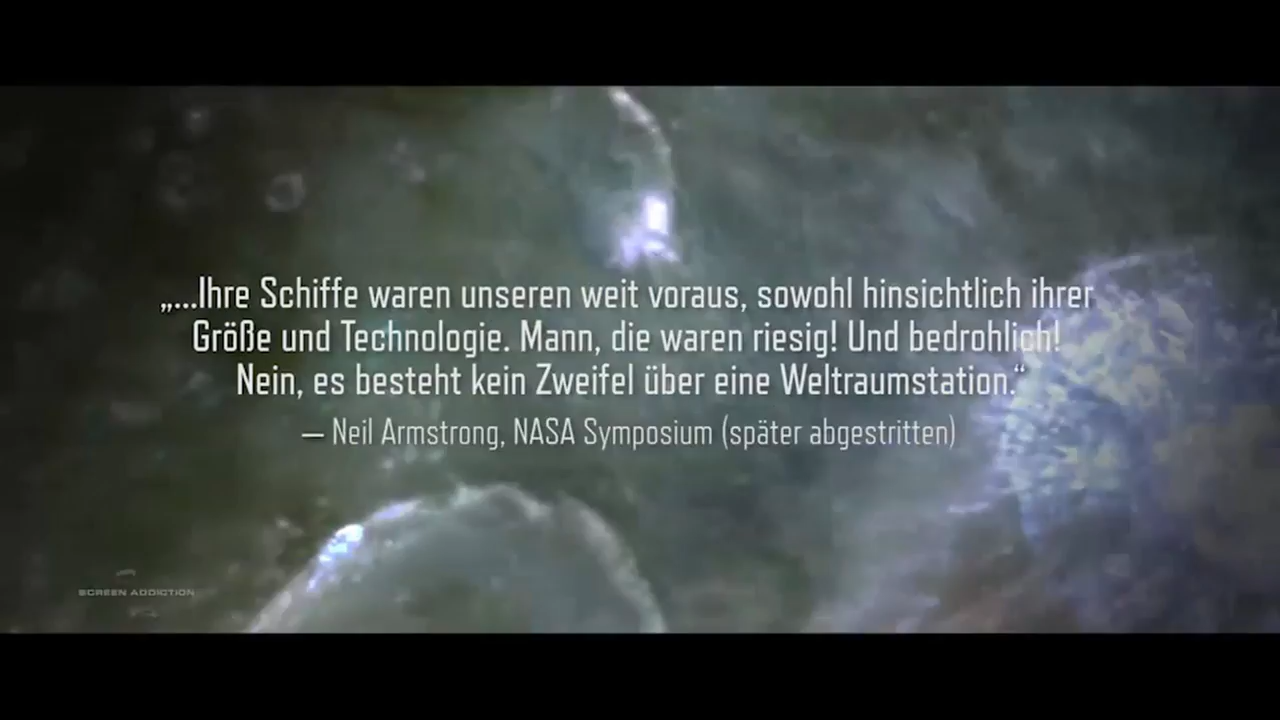 „...Ihre Schiffe waren unseren weit voraus, sowohl hinsichtlich ihrer
Größe und Technologie. Mann, die waren riesig! Und bedrohlich!
Nein, es besteht kein Zweifel über eine Weltraumstation.“
— Neil Armstrong, NASA Symposium (später abgestritten)
SCREEN ADDICTION